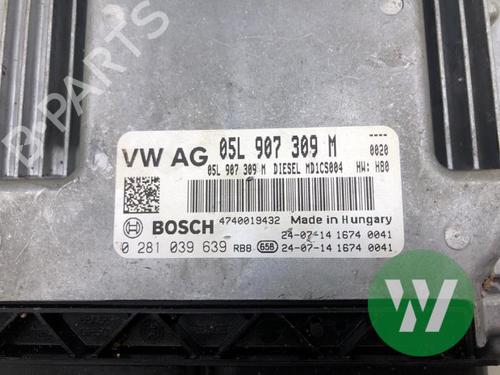 B-PARTS
----
VW AG 05L 907 309 M 0020
05L 907 309 M DIESEL MD1CS004 HW: H80
BOSCH 4740019432 Made in Hungary
0 281 039 639 RBB 658 24-07-14 1674 0041
24-07-14 1674 0041
W